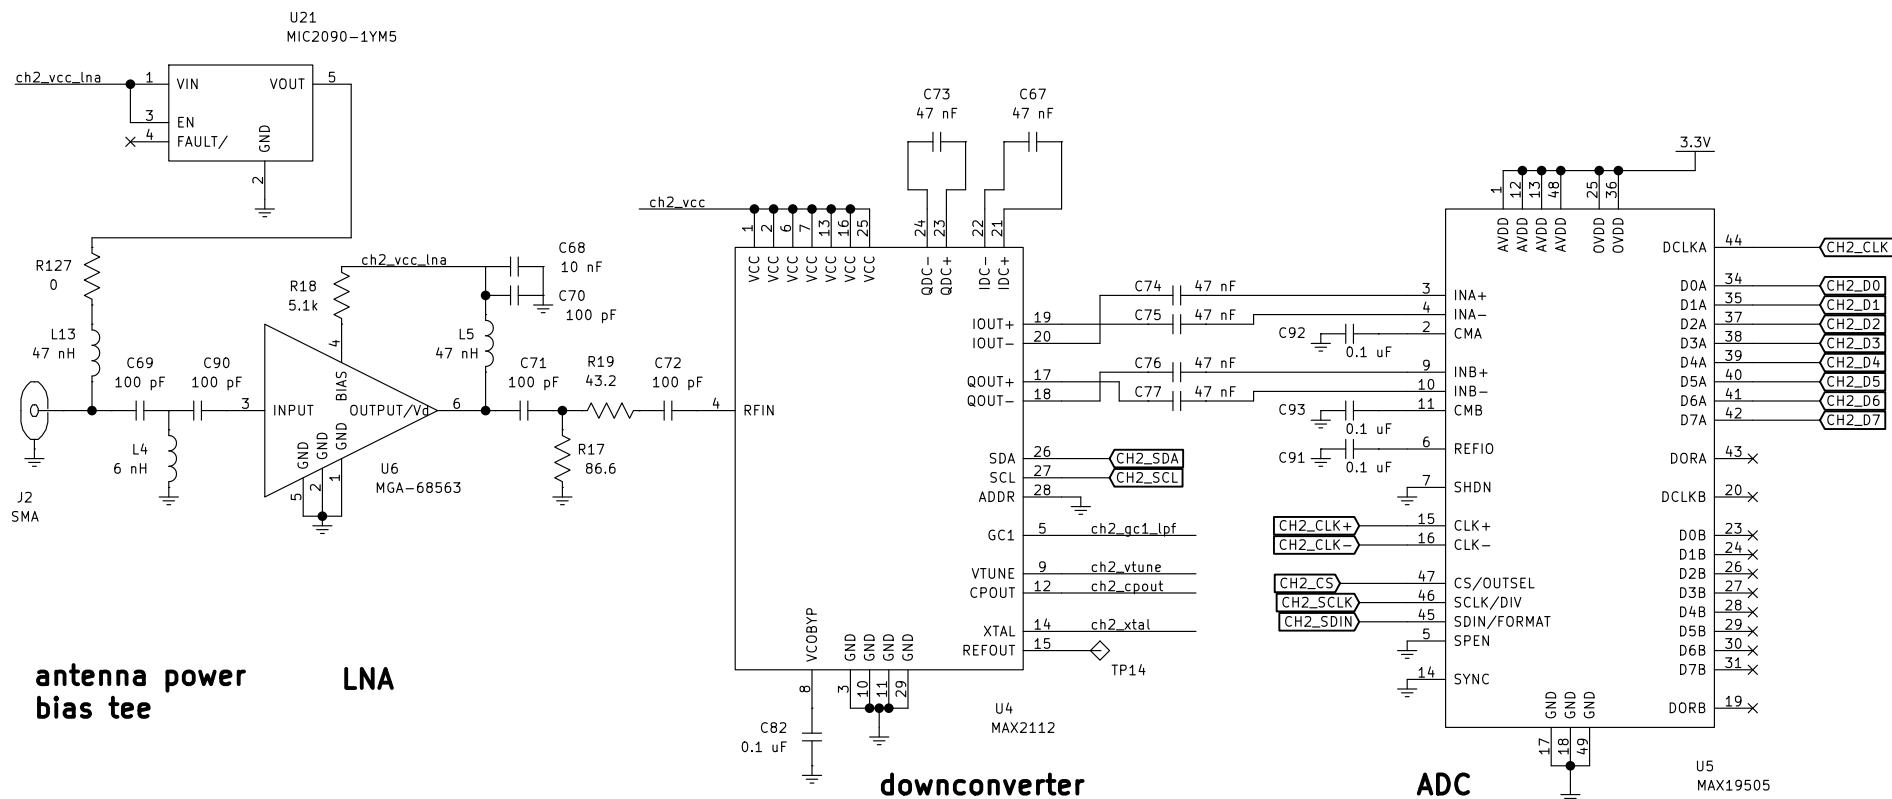 U21
MIC2090-1YM5
ch2_vcc_lna
1
VIN
VOUT
5
3
EN
4
FAULT/
GND
2
R127
0
L13
47 nH
C69
100 pF
C90
100 pF
L4
6 nH
J2
SMA
R18
5.1k
ch2_vcc_lna
C68
10 nF
C70
100 pF
L5
47 nH
4
BIAS
3
INPUT
OUTPUT/Vd
6
GND
GND
GND
5
2
1
U6
MGA-68563
C71
100 pF
R19
43.2
C72
100 pF
R17
86.6
antenna power
bias tee
LNA
ch2_vcc
1
2
6
7
13
16
25
VCC
VCC
VCC
VCC
VCC
VCC
VCC
C73
47 nF
C67
47 nF
24
23
22
21
QDC-
QDC+
IDC-
IDC+
4
RFIN
IOUT+
19
IOUT-
20
QOUT+
17
QOUT-
18
SDA
26
CH2_SDA
SCL
27
CH2_SCL
ADDR
28
GC1
5
ch2_gc1_lpf
VTUNE
9
ch2_vtune
CPOUT
12
ch2_cpout
XTAL
14
ch2_xtal
REFOUT
15
TP14
VCOBYP
GND
GND
GND
GND
8
3
10
11
29
C82
0.1 uF
U4
MAX2112
downconverter
C74
47 nF
C75
47 nF
C76
47 nF
C77
47 nF
C92
0.1 uF
C93
0.1 uF
C91
0.1 uF
3.3V
1
12
13
48
25
36
AVDD
AVDD
AVDD
AVDD
OVDD
OVDD
3
INA+
4
INA-
2
CMA
9
INB+
10
INB-
11
CMB
6
REFIO
7
SHDN
CH2_CLK+
15
CLK+
CH2_CLK-
16
CLK-
CH2_CS
47
CS/OUTSEL
CH2_SCLK
46
SCLK/DIV
CH2_SDIN
45
SDIN/FORMAT
5
SPEN
14
SYNC
GND
GND
GND
17
18
49
DCLKA
44
CH2_CLK
D0A
34
CH2_D0
D1A
35
CH2_D1
D2A
37
CH2_D2
D3A
38
CH2_D3
D4A
39
CH2_D4
D5A
40
CH2_D5
D6A
41
CH2_D6
D7A
42
CH2_D7
DORA
43
DCLKB
20
D0B
23
D1B
24
D2B
26
D3B
27
D4B
28
D5B
29
D6B
30
D7B
31
DORB
19
U5
MAX19505
ADC